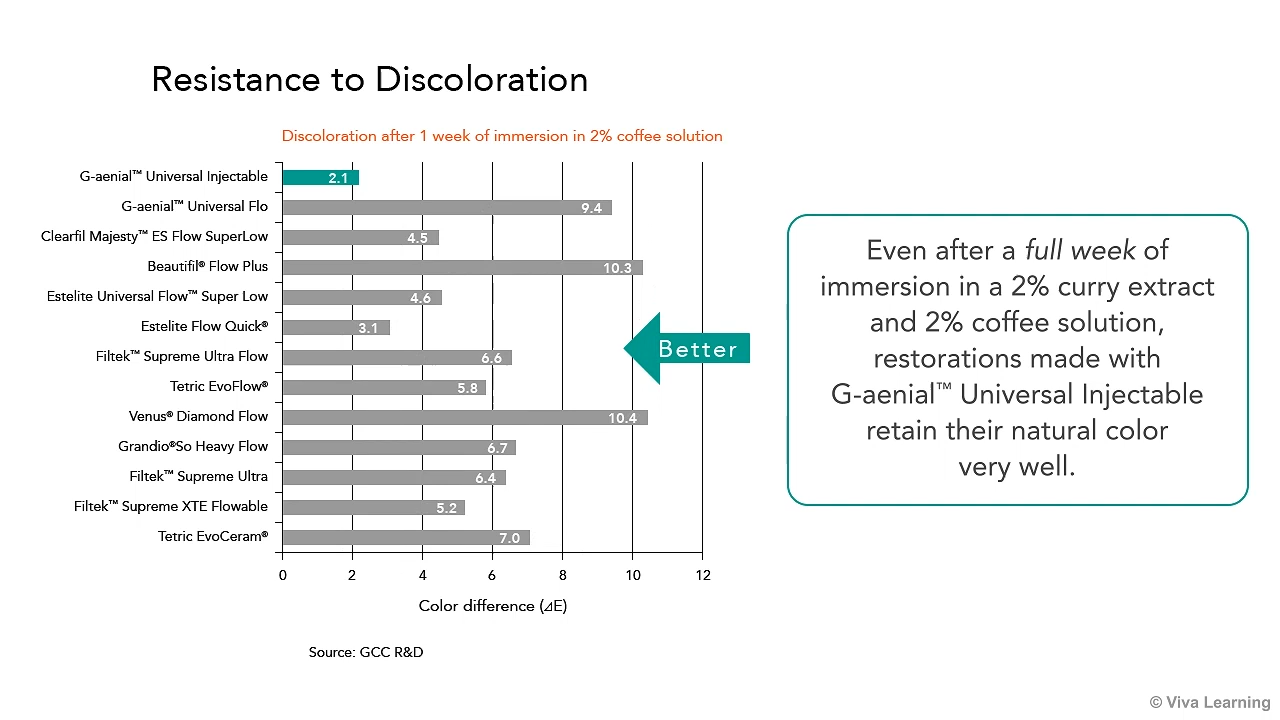 Resistance to Discoloration
Discoloration after 1 week of immersion in 2% coffee solution
G-aenial™ Universal Injectable 2.1
G-aenial™ Universal Flo 9.4
Clearfil Majesty™ ES Flow SuperLow 4.5
Beautifil® Flow Plus 10.3
Estelite Universal Flow™ Super Low 4.6
Estelite Flow Quick® 3.1
Filtek™ Supreme Ultra Flow 6.6
Tetric EvoFlow® 5.8
Venus® Diamond Flow 10.4
Grandio®So Heavy Flow 6.7
Filtek™ Supreme Ultra 6.4
Filtek™ Supreme XTE Flowable 5.2
Tetric EvoCeram® 7.0
0 2 4 6 8 10 12
Color difference (⊿E)
Better
Source: GCC R&D
Even after a full week of
immersion in a 2% curry extract
and 2% coffee solution,
restorations made with
G-aenial™ Universal Injectable
retain their natural color
very well.
© Viva Learning